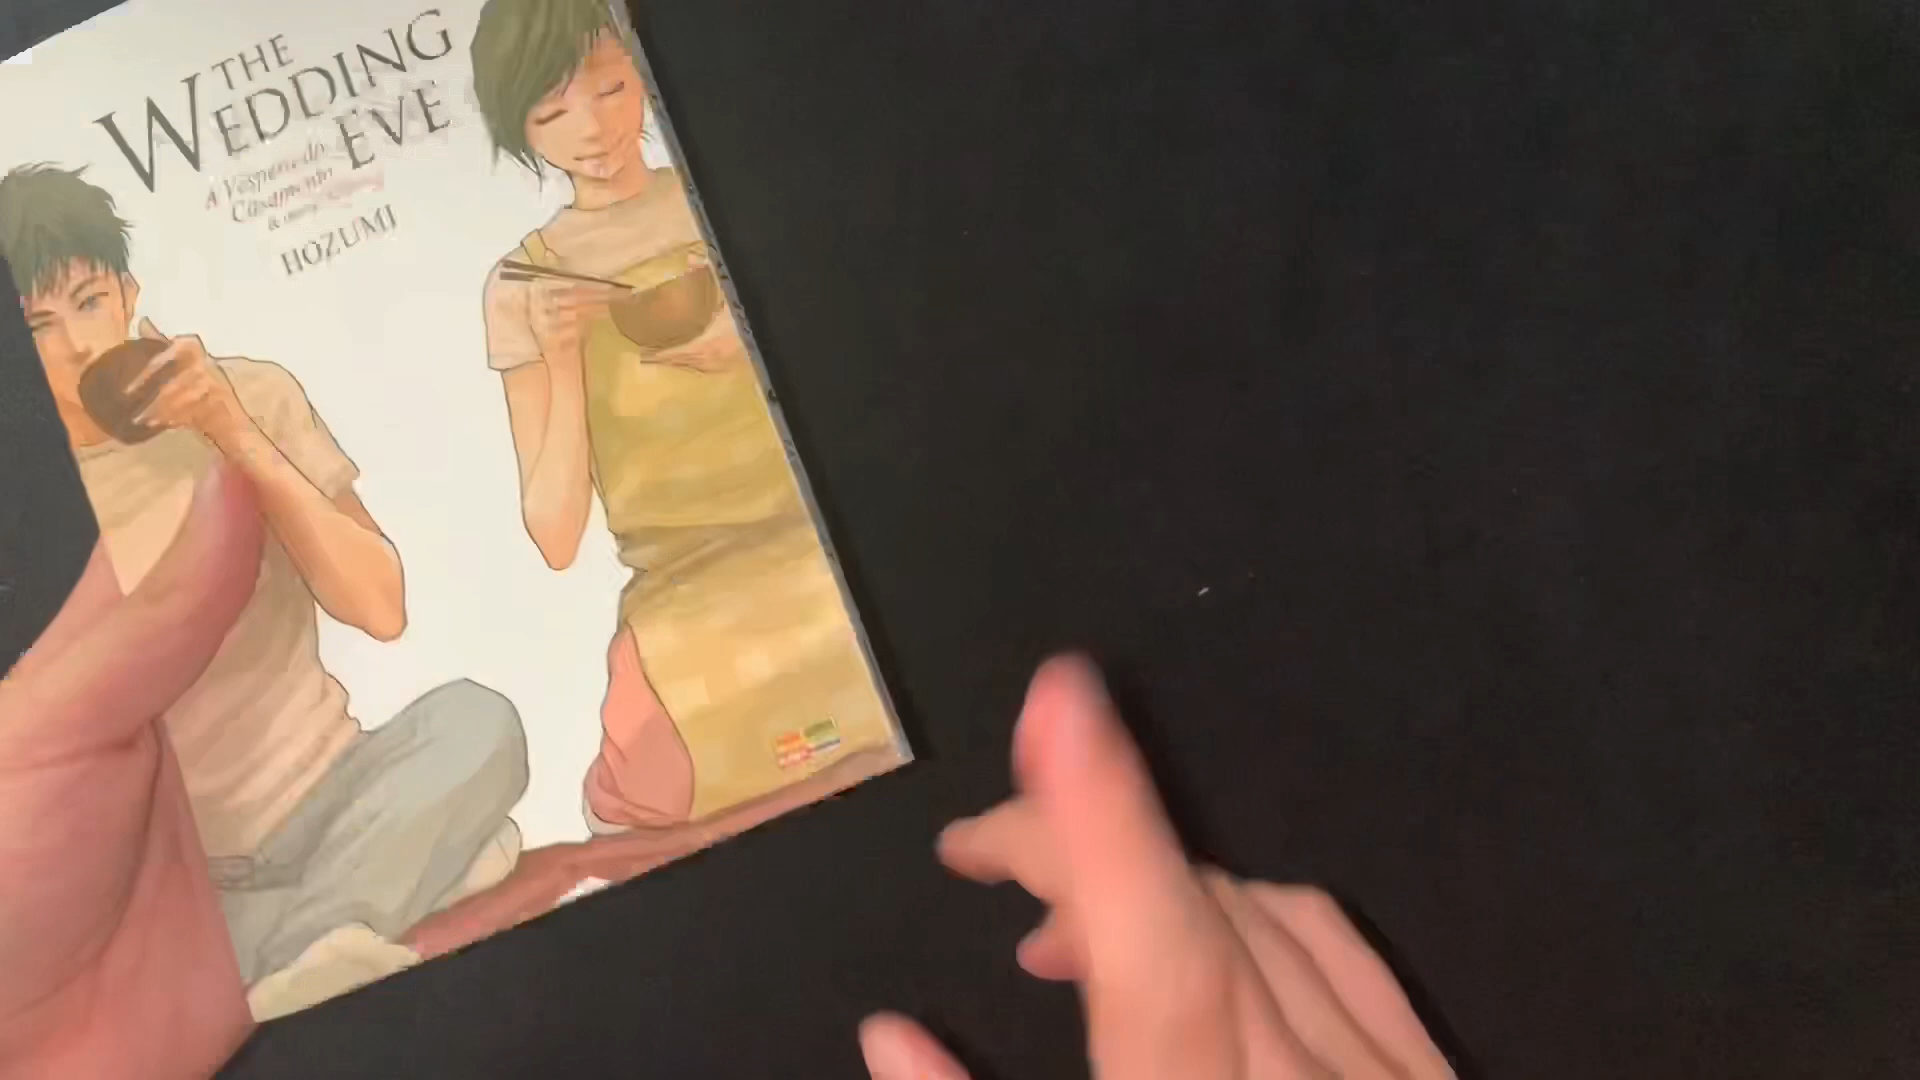 THE
WEDDING
EVE
A Véspera do
Casamento
HOZUMI